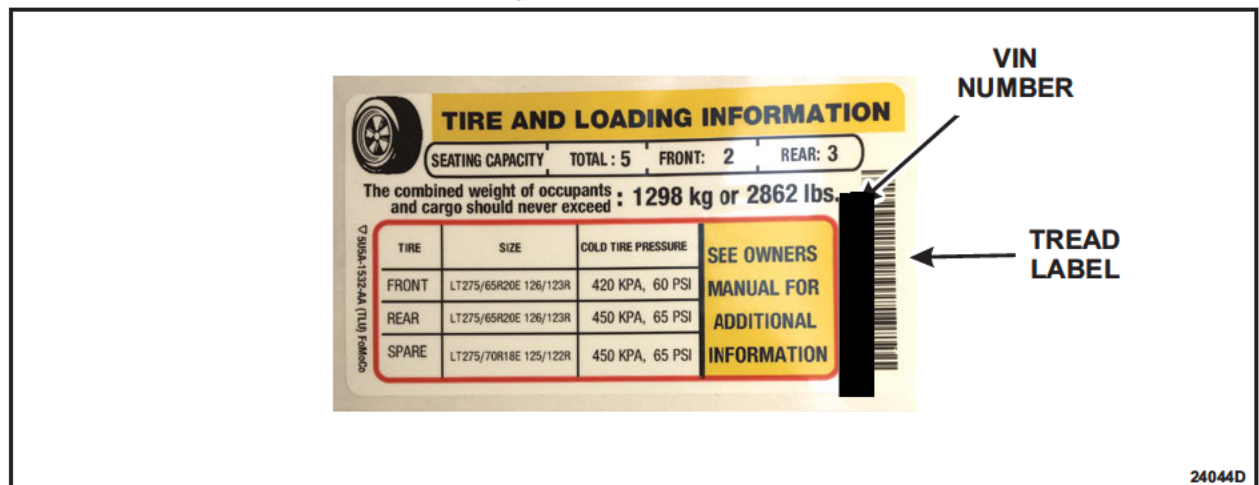 VIN
NUMBER
TIRE AND LOADING INFORMATION
SEATING CAPACITY TOTAL : 5 FRONT: 2 REAR: 3
The combined weight of occupants
and cargo should never exceed : 1298 kg or 2862 lbs.
TREAD
LABEL
TIRE SIZE COLD TIRE PRESSURE
FRONT LT275/65R20E 126/123R 420 KPA, 60 PSI
REAR LT275/65R20E 126/123R 450 KPA, 65 PSI
SPARE LT275/70R18E 125/122R 450 KPA, 65 PSI
SEE OWNERS
MANUAL FOR
ADDITIONAL
INFORMATION
5U5A-1532-AA (TLU) FoMoCo
24044D